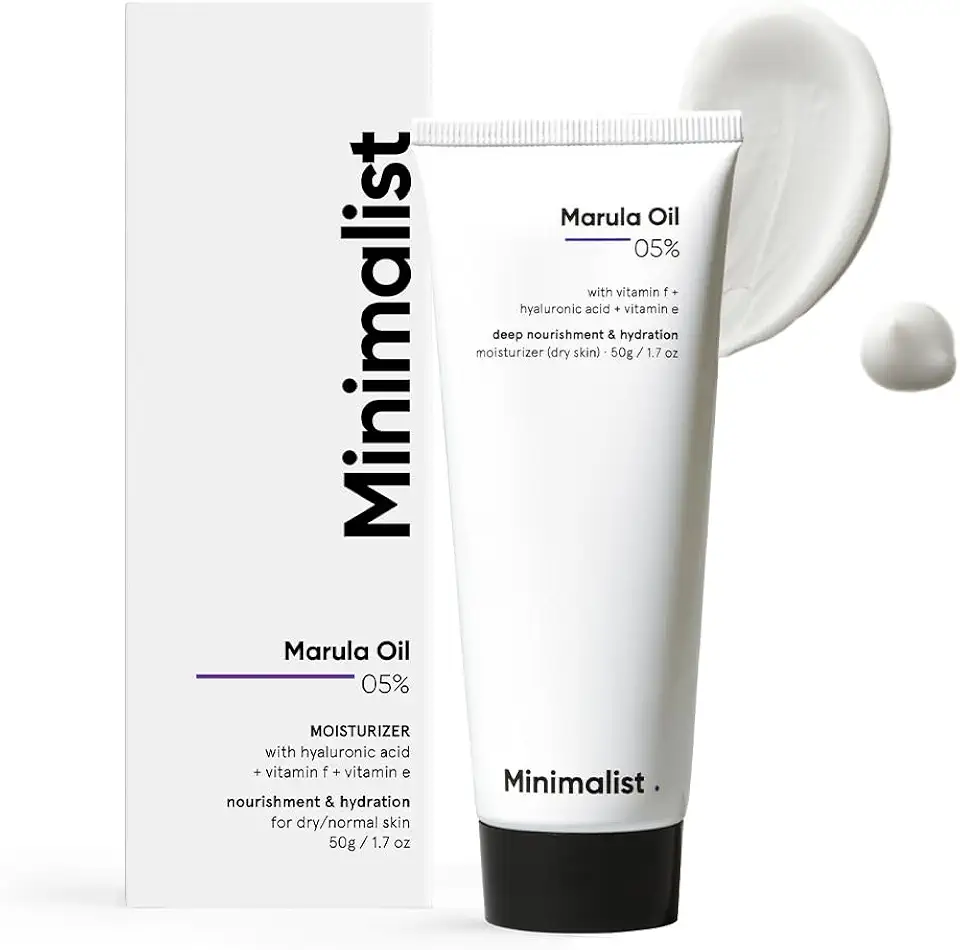 Minimalist
Marula Oil
05%
MOISTURIZER
with hyaluronic acid
+ vitamin f + vitamin e
nourishment & hydration
for dry/normal skin
50g / 1.7 oz
Marula Oil
05%
with vitamin f +
hyaluronic acid + vitamin e
deep nourishment & hydration
moisturizer (dry skin) · 50g / 1.7 oz
Minimalist .